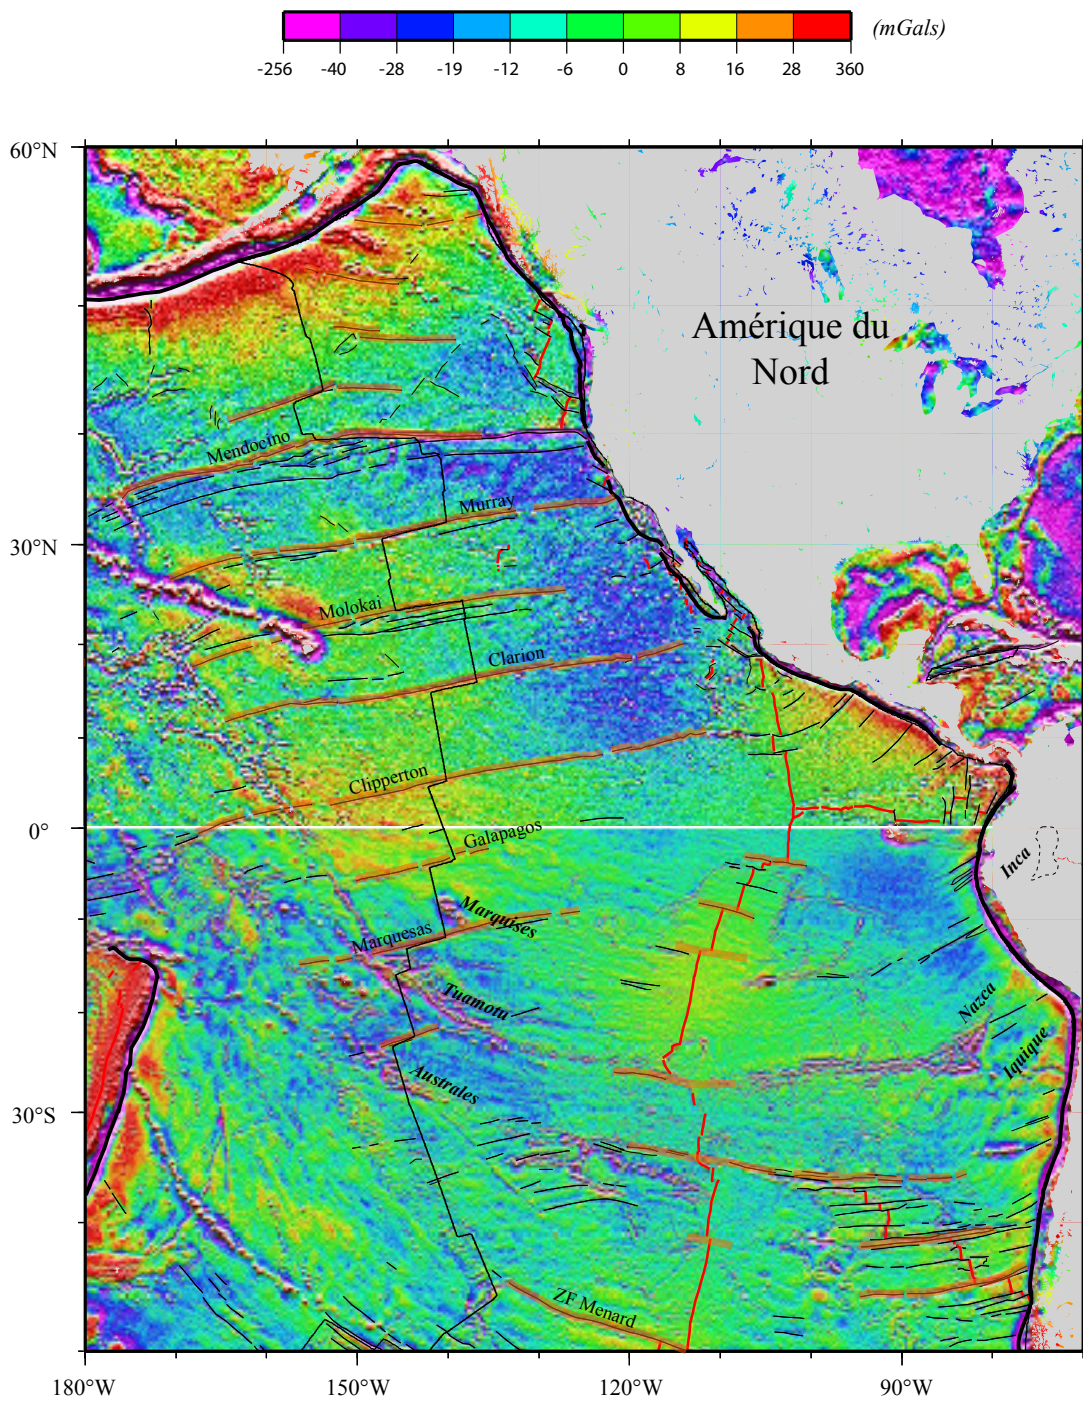 (mGals)
-256 -40 -28 -19 -12 -6 0 8 16 28 360
60°N
Amérique du
Nord
Mendocino
Murray
30°N
Molokai
Clarion
Clipperton
0°
Galapagos
Inca
Marquises
Marquesas
Tuamotu
Nazca
Iquique
Australes
30°S
ZF Menard
180°W 150°W 120°W 90°W